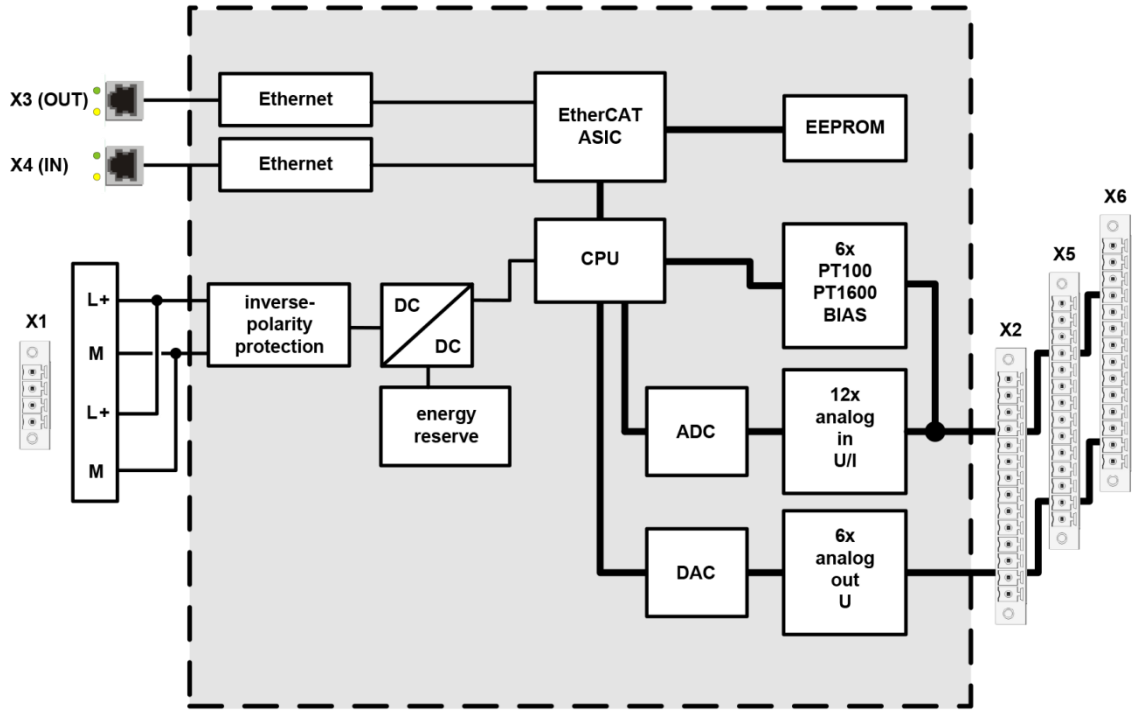 X3 (OUT)
Ethernet
EtherCAT
ASIC
EEPROM
X4 (IN)
Ethernet
X6
CPU
6x
PT100
PT1600
BIAS
X5
X1
L+
M
L+
M
inverse-
polarity
protection
DC
DC
energy
reserve
X2
ADC
12x
analog
in
U/I
DAC
6x
analog
out
U